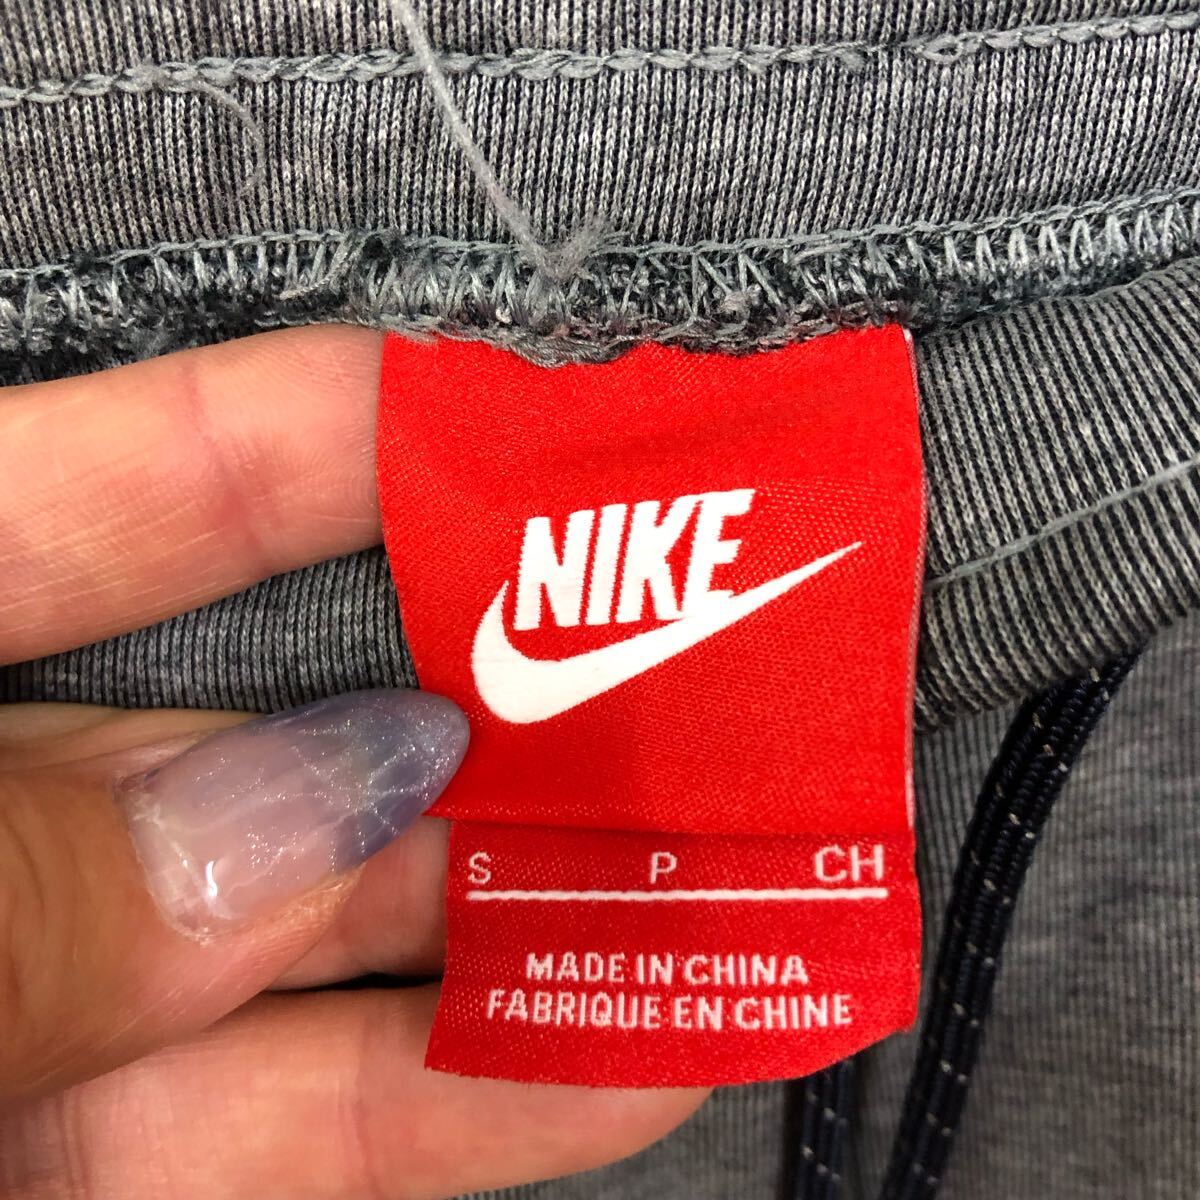 NIKE
S P CH
MADE IN CHINA
FABRIQUE EN CHINE